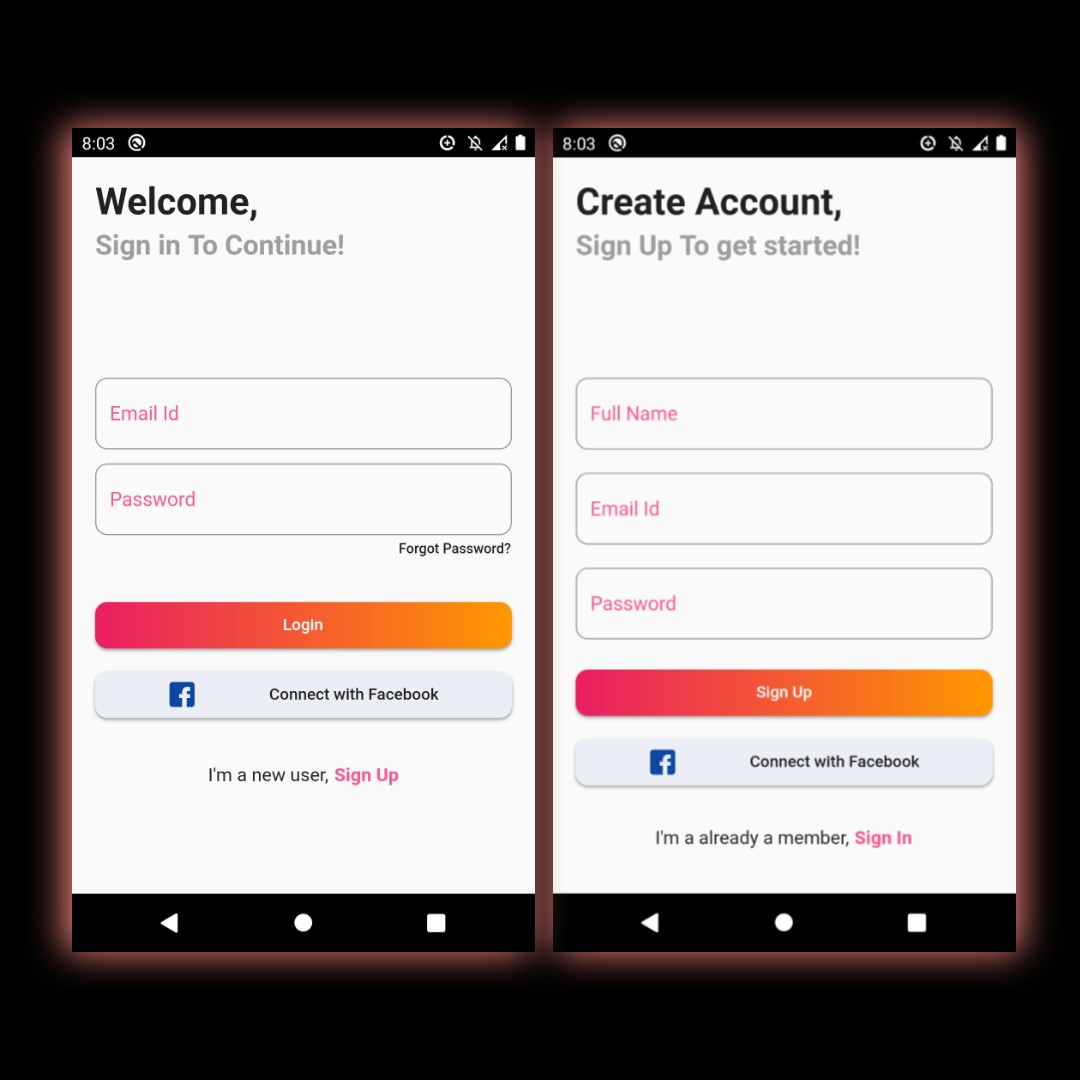 8:03
Welcome,
Sign in To Continue!
Email Id
Password
Forgot Password?
Login
Connect with Facebook
I'm a new user, Sign Up
8:03
Create Account,
Sign Up To get started!
Full Name
Email Id
Password
Sign Up
Connect with Facebook
I'm a already a member, Sign In